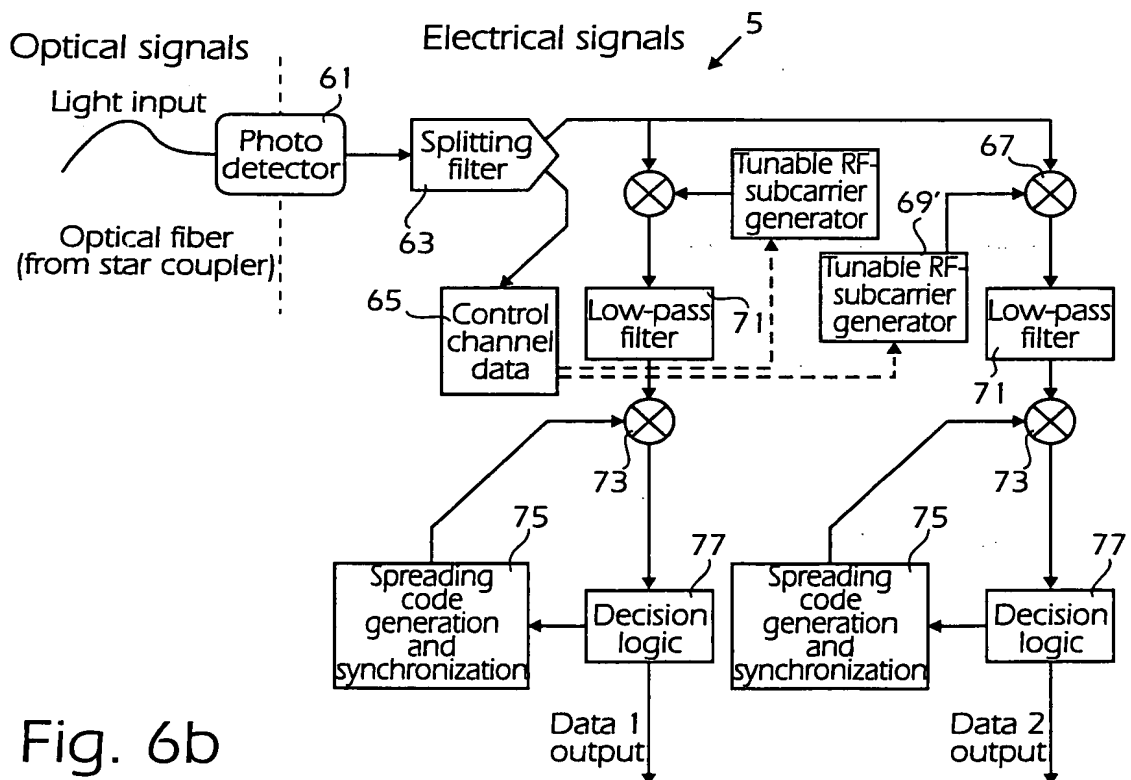 Optical signals
Electrical signals
5
Light input
61
Photo
detector
Splitting
filter
63
Optical fiber
(from star coupler)
Tunable RF-
subcarrier
generator
67
69'
Tunable RF-
subcarrier
generator
65
Control
channel
data
Low-pass
filter
71
Low-pass
filter
71
73
73
75
Spreading
code
generation
and
synchronization
77
Decision
logic
75
Spreading
code
generation
and
synchronization
77
Decision
logic
Data 1
output
Data 2
output
Fig. 6b